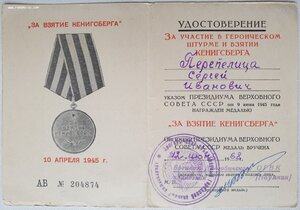 "ЗА ВЗЯТИЕ КЕНИГСБЕРГА"
10 АПРЕЛЯ 1945 г.
АВ № 204874
УДОСТОВЕРЕНИЕ
ЗА УЧАСТИЕ В ГЕРОИЧЕСКОМ
ШТУРМЕ И ВЗЯТИИ
КЕНИГСБЕРГА
Перепелица
Сергей
Иванович
УКАЗОМ ПРЕЗИДИУМА ВЕРХОВНОГО
СОВЕТА СССР от 9 июня 1945 года
НАГРАЖДЕН МЕДАЛЬЮ
"ЗА ВЗЯТИЕ КЕНИГСБЕРГА"
ОТ ИМЕНИ ПРЕЗИДИУМА ВЕРХОВНОГО
СОВЕТА СССР МЕДАЛЬ ВРУЧЕНА